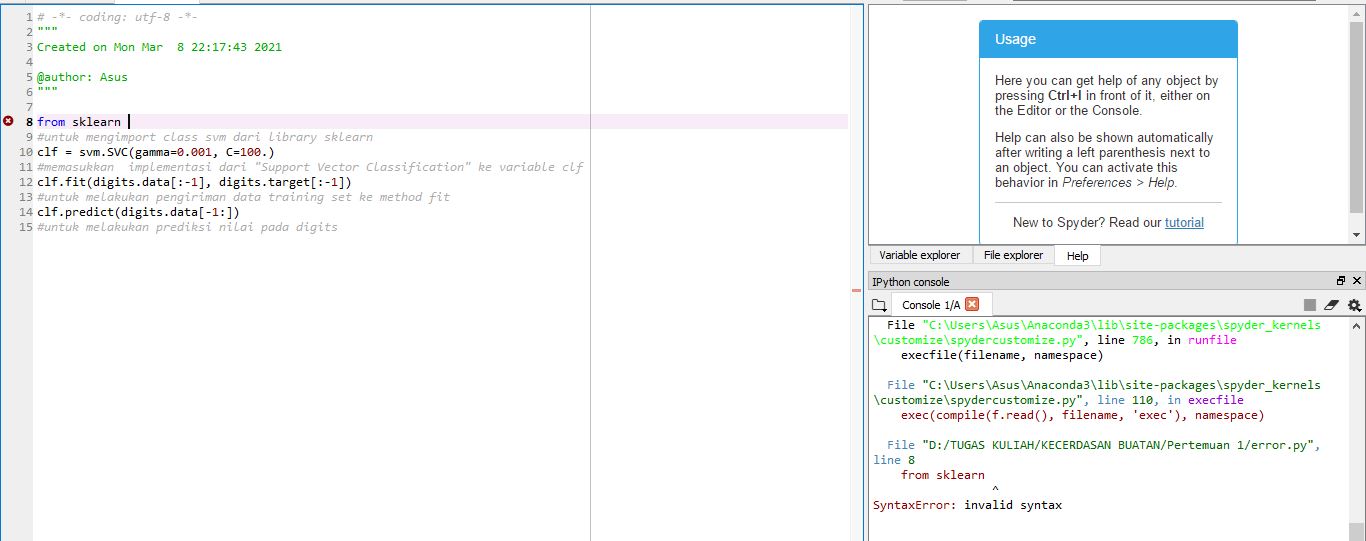 1 # -*- coding: utf-8 -*-
2 """
3 Created on Mon Mar  8 22:17:43 2021
4
5 @author: Asus
6 """
7
8 from sklearn
9 #untuk mengimport class svm dari library sklearn
10 clf = svm.SVC(gamma=0.001, C=100.)
11 #memasukkan  implementasi dari "Support Vector Classification" ke variable clf
12 clf.fit(digits.data[:-1], digits.target[:-1])
13 #untuk melakukan pengiriman data training set ke method fit
14 clf.predict(digits.data[-1:])
15 #untuk melakukan prediksi nilai pada digits
Usage
Here you can get help of any object by
pressing Ctrl+I in front of it, either on
the Editor or the Console.
Help can also be shown automatically
after writing a left parenthesis next to
an object. You can activate this
behavior in Preferences > Help.
New to Spyder? Read our tutorial
Variable explorer File explorer Help
IPython console
Console 1/A
File "C:\Users\Asus\Anaconda3\lib\site-packages\spyder_kernels
\customize\spydercustomize.py", line 786, in runfile
execfile(filename, namespace)
File "C:\Users\Asus\Anaconda3\lib\site-packages\spyder_kernels
\customize\spydercustomize.py", line 110, in execfile
exec(compile(f.read(), filename, 'exec'), namespace)
File "D:/TUGAS KULIAH/KECERDASAN BUATAN/Pertemuan 1/error.py",
line 8
from sklearn
^
SyntaxError: invalid syntax